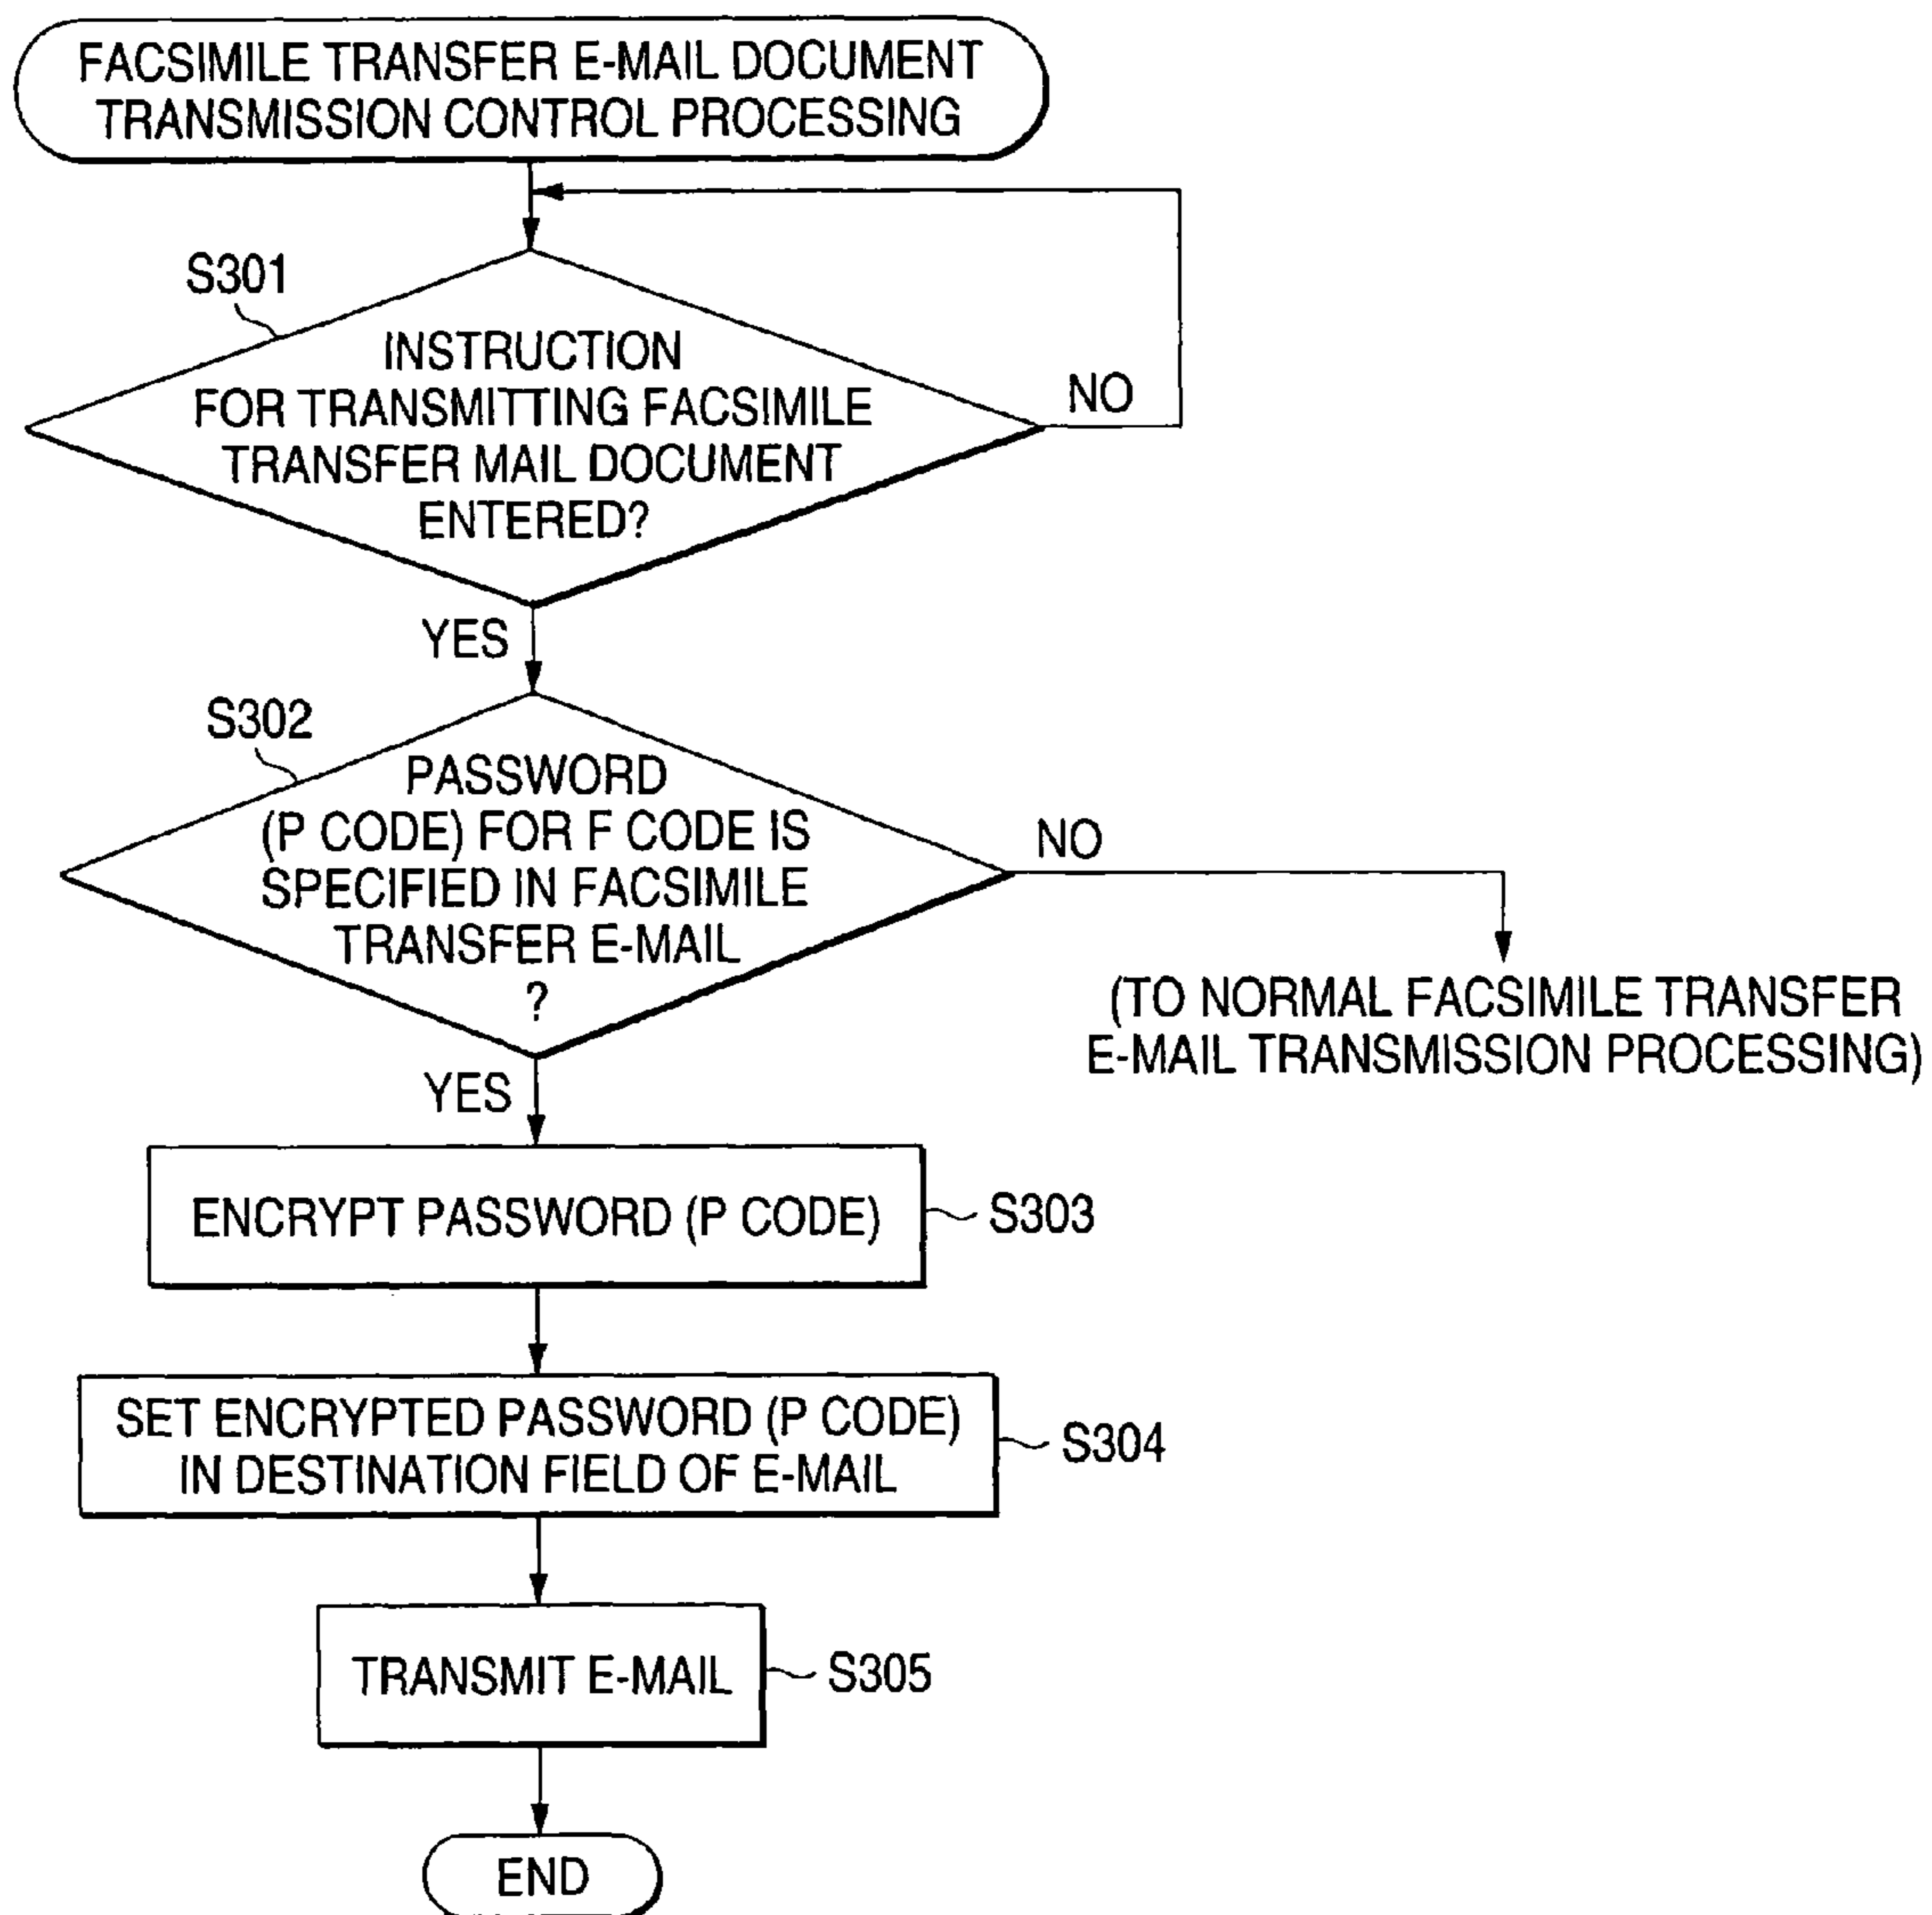 FACSIMILE TRANSFER E-MAIL DOCUMENT
TRANSMISSION CONTROL PROCESSING
S301
INSTRUCTION
FOR TRANSMITTING FACSIMILE
TRANSFER MAIL DOCUMENT
ENTERED?
NO
YES
S302
PASSWORD
(P CODE) FOR F CODE IS
SPECIFIED IN FACSIMILE
TRANSFER E-MAIL
?
NO
(TO NORMAL FACSIMILE TRANSFER
E-MAIL TRANSMISSION PROCESSING)
YES
ENCRYPT PASSWORD (P CODE)
S303
SET ENCRYPTED PASSWORD (P CODE)
IN DESTINATION FIELD OF E-MAIL
S304
TRANSMIT E-MAIL
S305
END